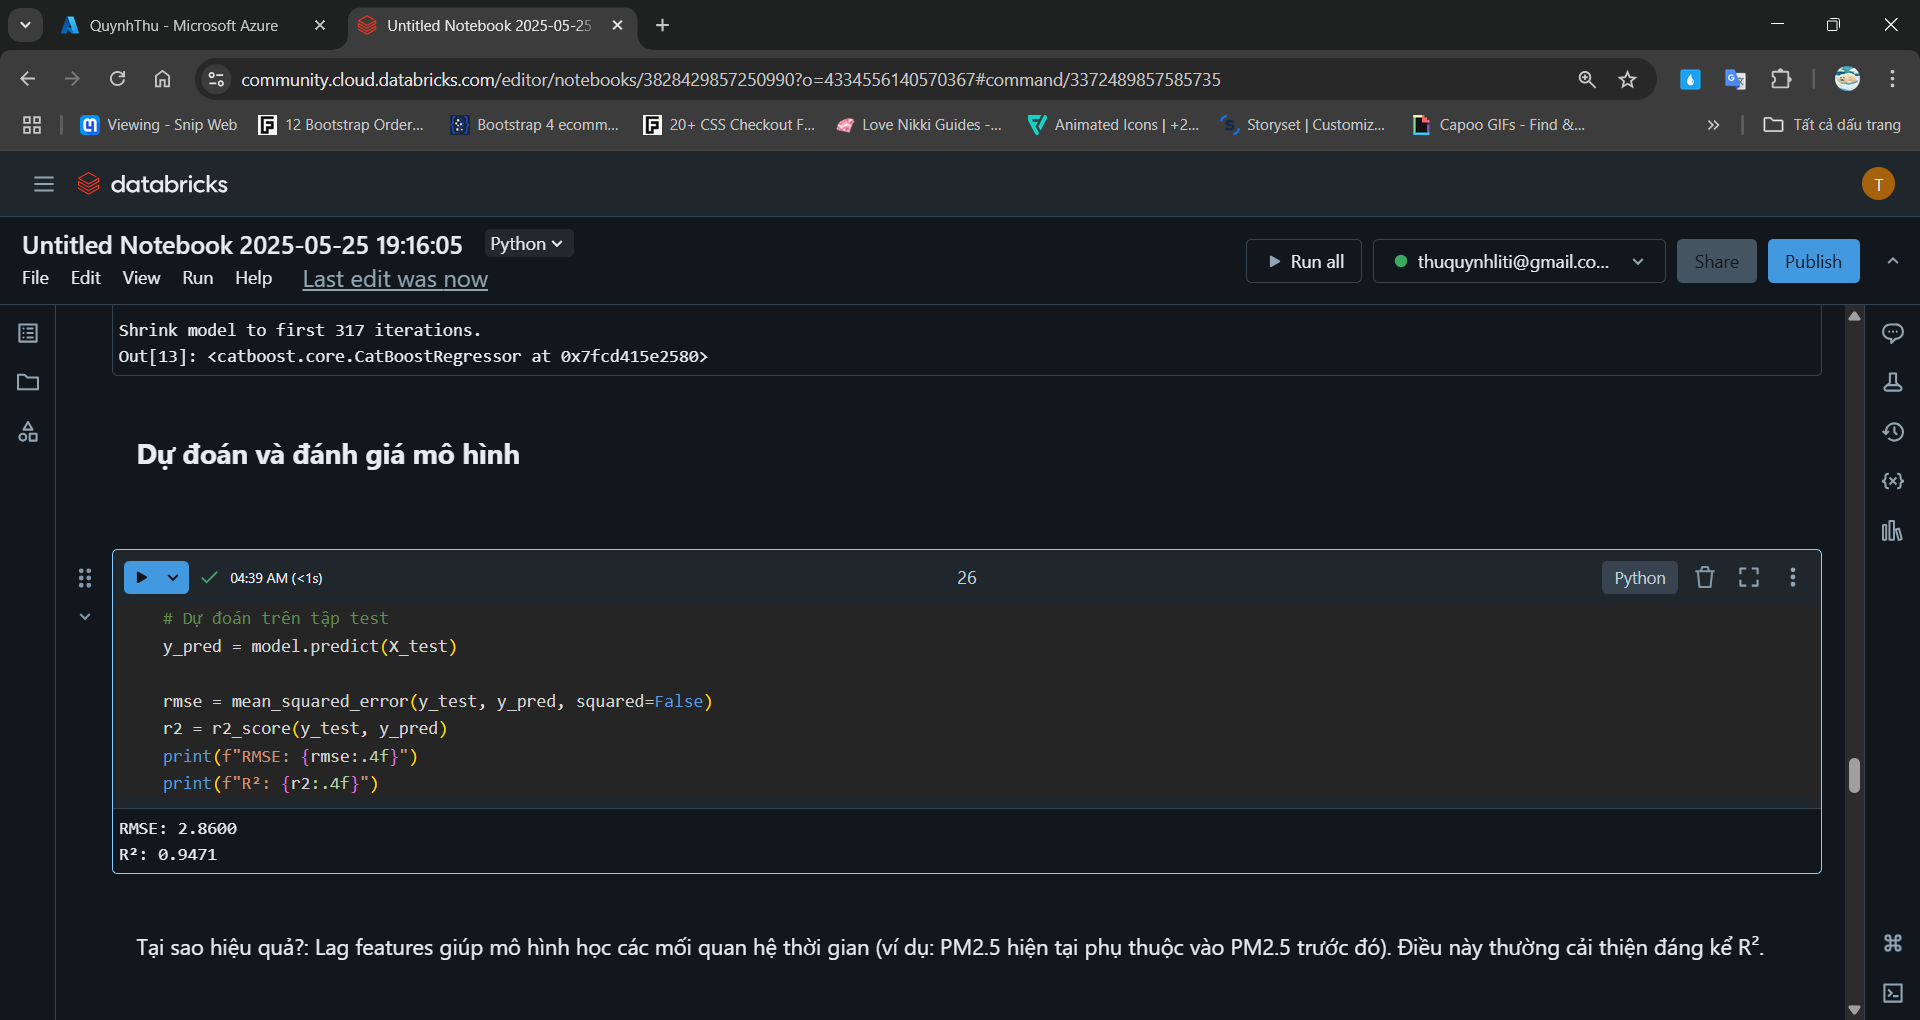 QuynhThu - Microsoft Azure
Untitled Notebook 2025-05-25
community.cloud.databricks.com/editor/notebooks/3828429857250990?o=4334556140570367#command/3372489857585735
Viewing - Snip Web
12 Bootstrap Order...
Bootstrap 4 ecomm...
20+ CSS Checkout F...
Love Nikki Guides -...
Animated Icons | +2...
Storyset | Customiz...
Capoo GIFs - Find &...
Tất cả dấu trang
databricks
T
Untitled Notebook 2025-05-25 19:16:05
Python
File Edit View Run Help Last edit was now
Run all
thuquynhliti@gmail.co...
Share
Publish
Shrink model to first 317 iterations.
Out[13]: <catboost.core.CatBoostRegressor at 0x7fcd415e2580>
Dự đoán và đánh giá mô hình
04:39 AM (<1s)
26
Python
# Dự đoán trên tập test
y_pred = model.predict(X_test)
rmse = mean_squared_error(y_test, y_pred, squared=False)
r2 = r2_score(y_test, y_pred)
print(f"RMSE: {rmse:.4f}")
print(f"R²: {r2:.4f}")
RMSE: 2.8600
R²: 0.9471
Tại sao hiệu quả?: Lag features giúp mô hình học các mối quan hệ thời gian (ví dụ: PM2.5 hiện tại phụ thuộc vào PM2.5 trước đó). Điều này thường cải thiện đáng kể R².